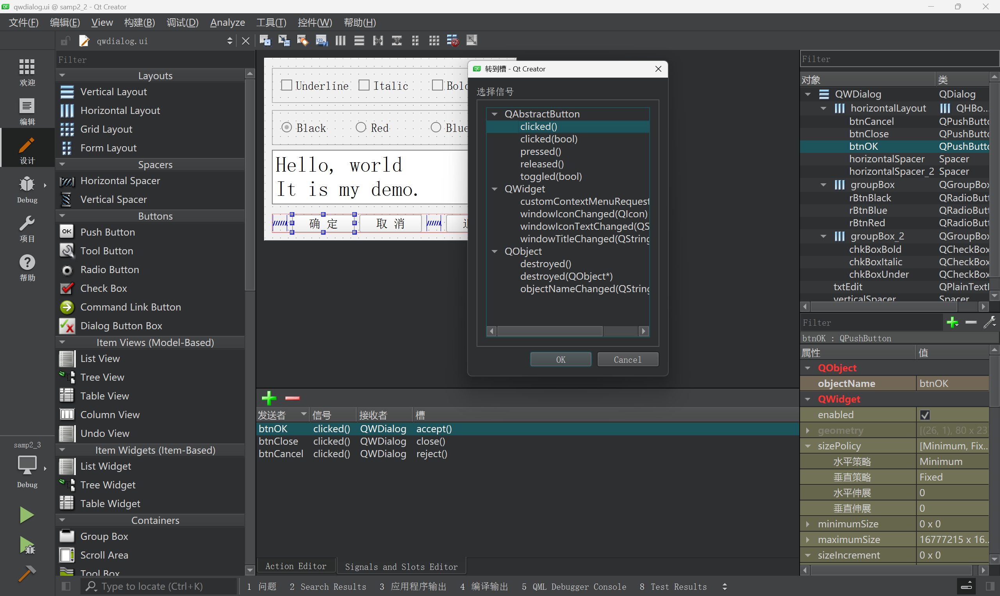 qwdialog.ui @ samp2_2 - Qt Creator
文件(F) 编辑(E) View 构建(B) 调试(D) Analyze 工具(T) 控件(W) 帮助(H)
qwdialog.ui
欢迎
编辑
设计
Debug
项目
帮助
samp2_3
Debug
Filter
Layouts
Vertical Layout
Horizontal Layout
Grid Layout
Form Layout
Spacers
Horizontal Spacer
Vertical Spacer
Buttons
OK Push Button
Tool Button
Radio Button
Check Box
Command Link Button
Dialog Button Box
Item Views (Model-Based)
List View
Tree View
Table View
Column View
Undo View
Item Widgets (Item-Based)
List Widget
Tree Widget
Table Widget
Containers
Group Box
Scroll Area
Tool Box
Underline Italic Bold
Black Red Blue
Hello, world
It is my demo.
确 定 取 消
转到槽 - Qt Creator
选择信号
QAbstractButton
clicked()
clicked(bool)
pressed()
released()
toggled(bool)
QWidget
customContextMenuRequest
windowIconChanged(QIcon)
windowIconTextChanged(QS
windowTitleChanged(QString
QObject
destroyed()
destroyed(QObject*)
objectNameChanged(QString
OK Cancel
发送者 信号 接收者 槽
btnOK clicked() QWDialog accept()
btnClose clicked() QWDialog close()
btnCancel clicked() QWDialog reject()
Action Editor Signals and Slots Editor
Filter
对象 类
QWDialog QDialog
horizontalLayout QHBo...
btnCancel QPushButto
btnClose QPushButto
btnOK QPushButto
horizontalSpacer Spacer
horizontalSpacer_2 Spacer
groupBox QGroupBox
rBtnBlack QRadioButt
rBtnBlue QRadioButt
rBtnRed QRadioButt
groupBox_2 QGroupBox
chkBoxBold QCheckBox
chkBoxItalic QCheckBox
chkBoxUnder QCheckBox
txtEdit QPlainTextE
verticalSpacer Spacer
Filter
btnOK : QPushButton
属性 值
QObject
objectName btnOK
QWidget
enabled
geometry [(26, 1), 80 x 23]
sizePolicy [Minimum, Fix...
水平策略 Minimum
垂直策略 Fixed
水平伸展 0
垂直伸展 0
minimumSize 0 x 0
maximumSize 16777215 x 16...
sizeIncrement 0 x 0
Type to locate (Ctrl+K) 1 问题 2 Search Results 3 应用程序输出 4 编译输出 5 QML Debugger Console 8 Test Results